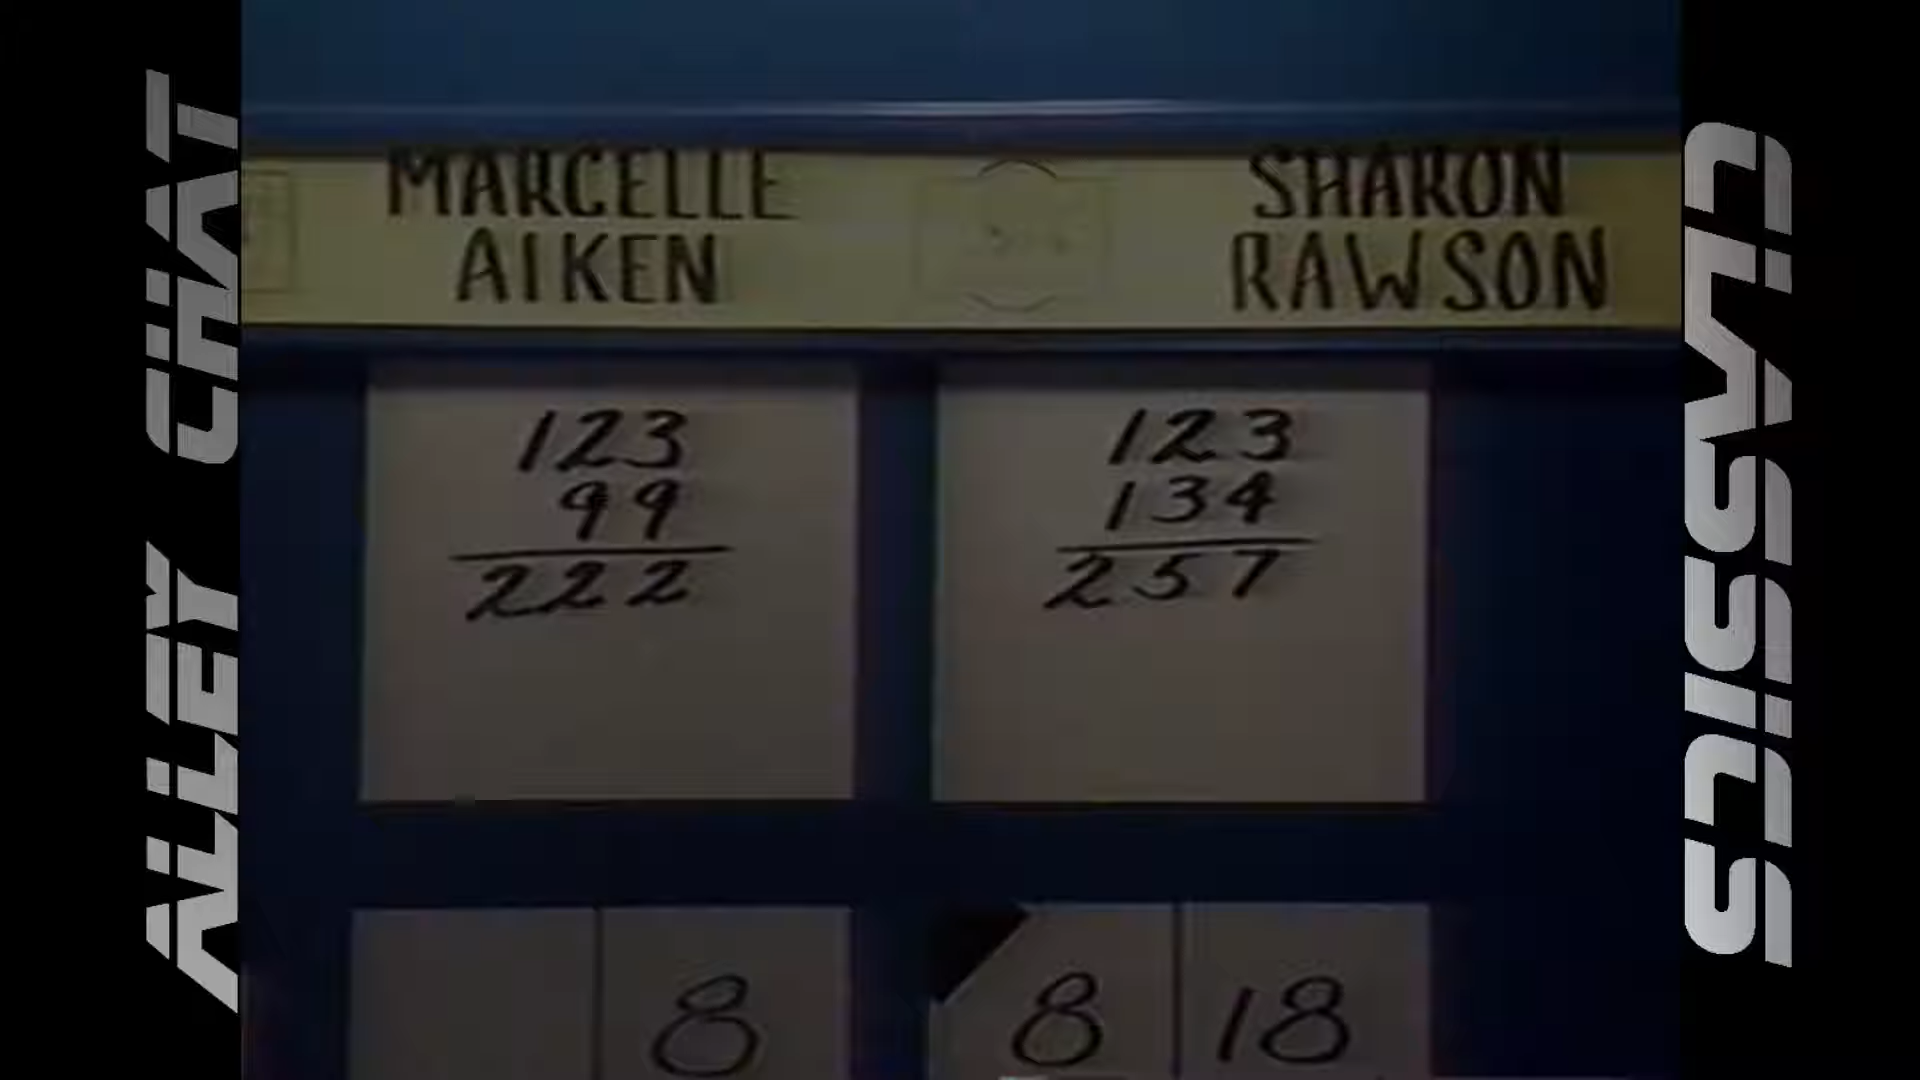 ALLEY CHAT
CLASSICS
MARCELLE
AIKEN
SHARON
RAWSON
123
99
222
123
134
257
8
8 18